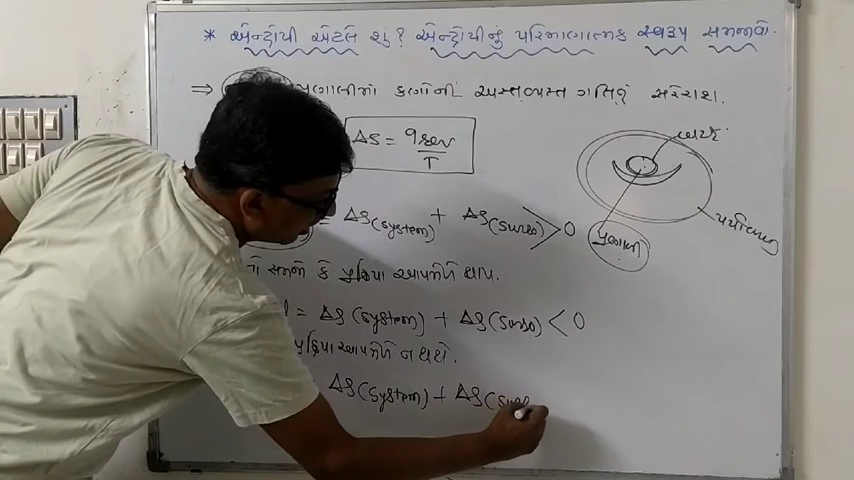 * એન્ટ્રોપી એટલે શું? એન્ટ્રોપીનું પરિમાણાત્મક સ્વરૂપ સમજાવો.
⇒ પ્રણાલીમાં કણોની અસ્તવ્યસ્ત ગતિનું સરેરાશ.
ΔS = qrev/T
બાઉન્ડ્રી
પર્યાવરણ
પ્રણાલી
= ΔS(system) + ΔS(surro) > 0
સમજો કે પ્રક્રિયા આપમેળે થાય.
l = ΔS(system) + ΔS(surro) < 0
પ્રક્રિયા આપમેળે ન થશે.
ΔS(system) + ΔS(surro